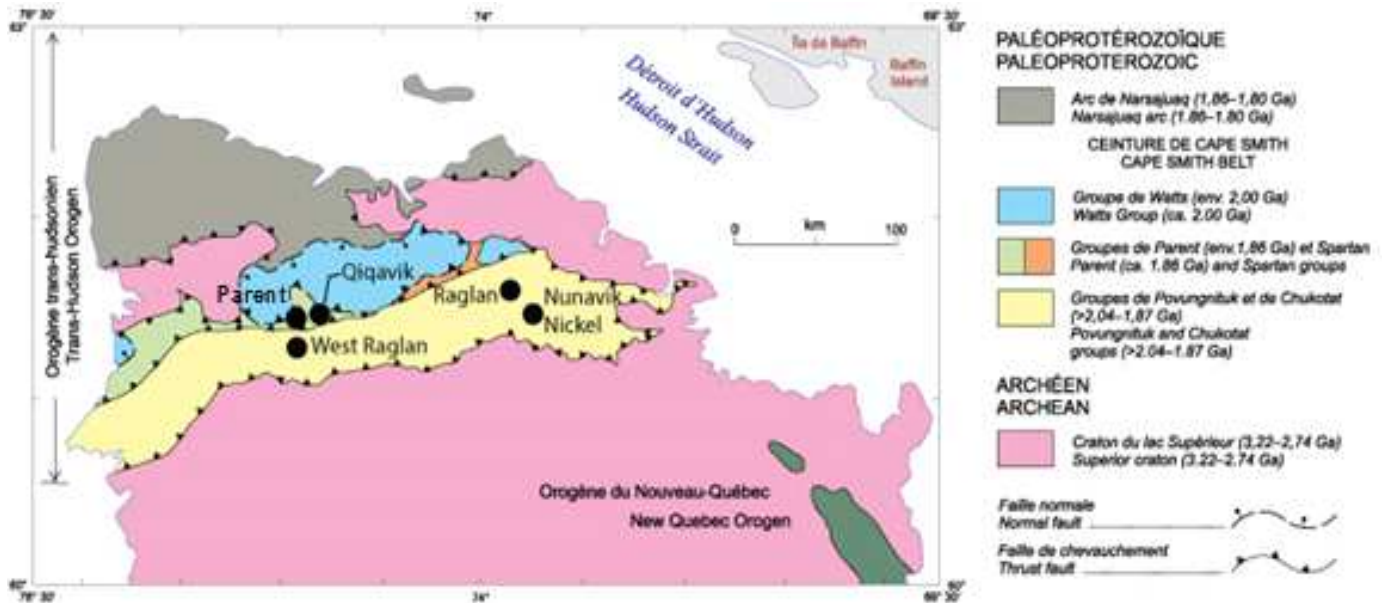 78° 30'
74°
69° 30'
63°
63°
Île de Baffin
Baffin
Island
Détroit d'Hudson
Hudson Strait
0 km 100
Orogène trans-hudsonien
Trans-Hudson Orogen
Parent
Qiqavik
Raglan
Nunavik
Nickel
West Raglan
Orogène du Nouveau-Québec
New Quebec Orogen
60°
60°
78° 30'
74°
69° 30'
PALÉOPROTÉROZOÏQUE
PALEOPROTEROZOIC
Arc de Narsajuaq (1,86–1,80 Ga)
Narsajuaq arc (1.86–1.80 Ga)
CEINTURE DE CAPE SMITH
CAPE SMITH BELT
Groupe de Watts (env. 2,00 Ga)
Watts Group (ca. 2.00 Ga)
Groupes de Parent (env.1,86 Ga) et Spartan
Parent (ca. 1.86 Ga) and Spartan groups
Groupes de Povungnituk et de Chukotat
(>2,04–1,87 Ga)
Povungnituk and Chukotat
groups (>2.04–1.87 Ga)
ARCHÉEN
ARCHEAN
Craton du lac Supérieur (3,22–2,74 Ga)
Superior craton (3.22–2.74 Ga)
Faille normale
Normal fault
Faille de chevauchement
Thrust fault